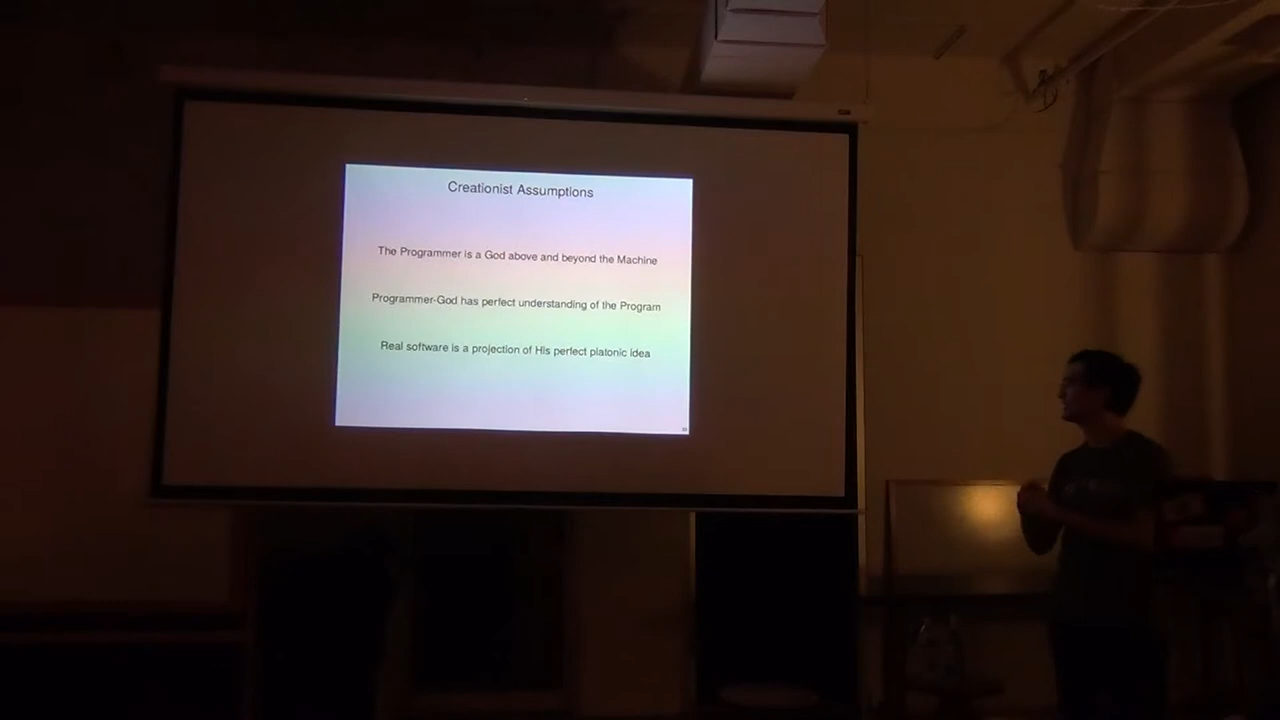 Creationist Assumptions
The Programmer is a God above and beyond the Machine
Programmer-God has perfect understanding of the Program
Real software is a projection of His perfect platonic idea